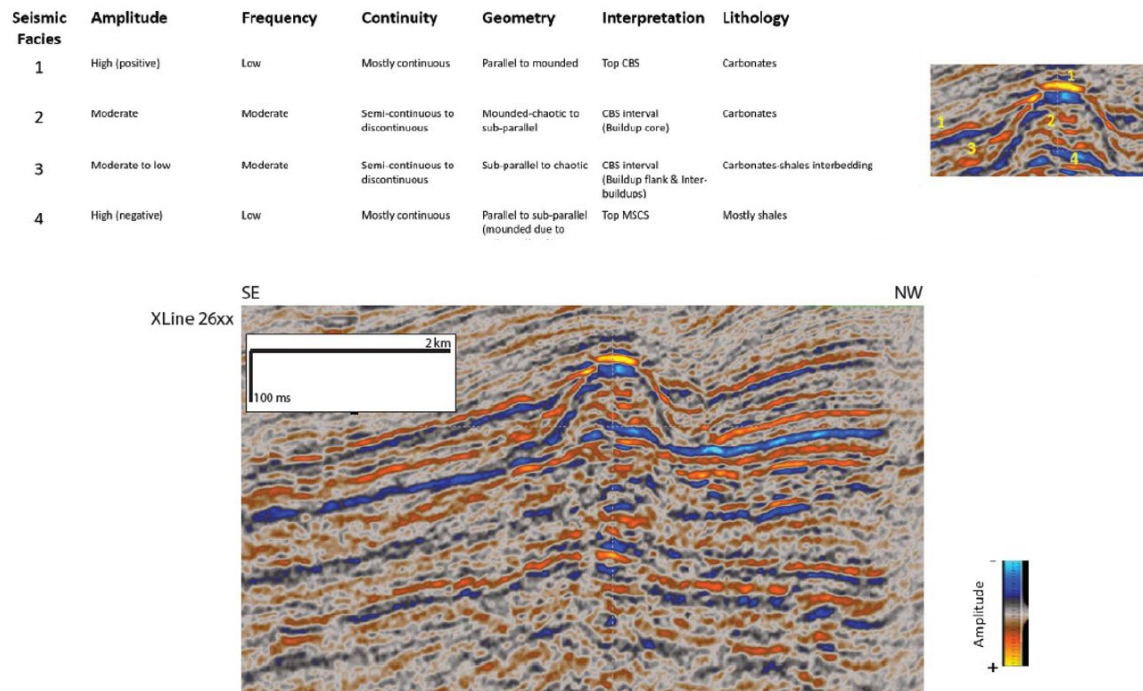 Seismic Facies Amplitude Frequency Continuity Geometry Interpretation Lithology
1 High (positive) Low Mostly continuous Parallel to mounded Top CBS Carbonates
2 Moderate Moderate Semi-continuous to discontinuous Mounded-chaotic to sub-parallel CBS interval (Buildup core) Carbonates
3 Moderate to low Moderate Semi-continuous to discontinuous Sub-parallel to chaotic CBS interval (Buildup flank & Inter-buildups) Carbonates-shales interbedding
4 High (negative) Low Mostly continuous Parallel to sub-parallel (mounded due to Top MSCS Mostly shales
1
2
1
3
4
SE NW
XLine 26xx
2 km
100 ms
Amplitude
-
+